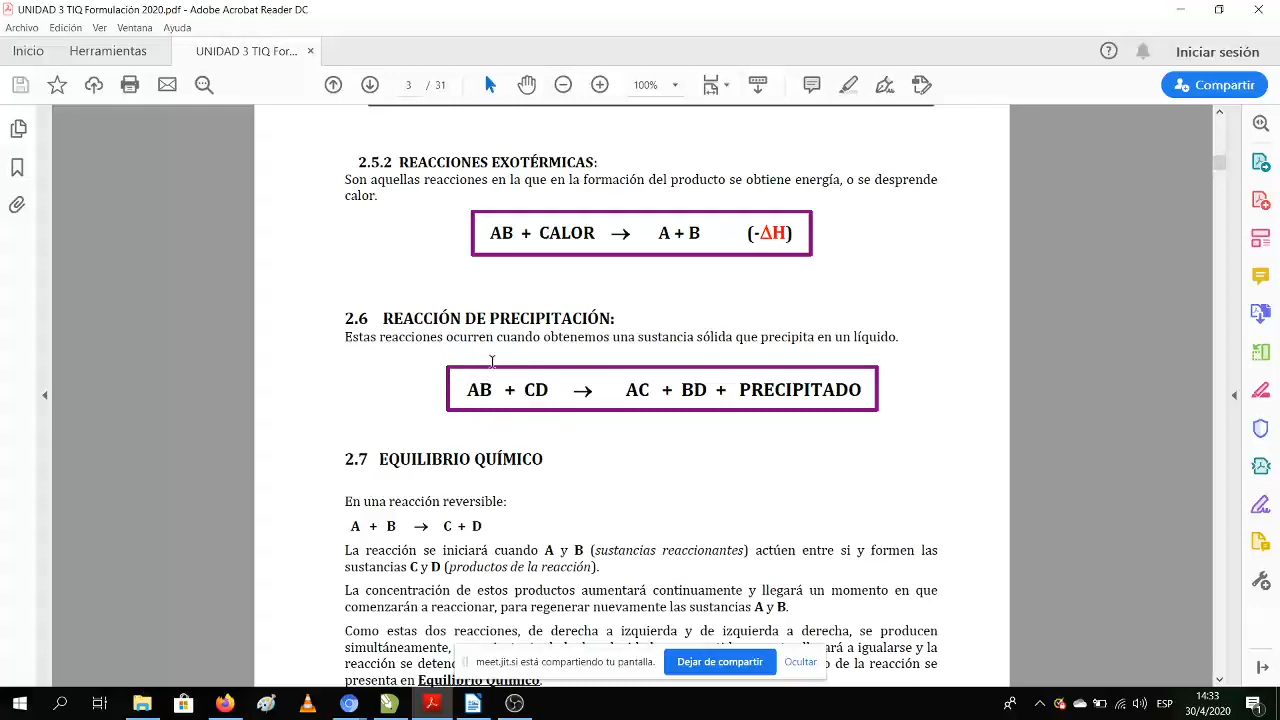 UNIDAD 3 TIQ Formulación 2020.pdf - Adobe Acrobat Reader DC
Archivo Edición Ver Ventana Ayuda
Inicio Herramientas UNIDAD 3 TIQ For... × Iniciar sesión
3 / 31 100% Compartir
2.5.2 REACCIONES EXOTÉRMICAS:
Son aquellas reacciones en la que en la formación del producto se obtiene energía, o se desprende
calor.
AB + CALOR → A + B (-ΔH)
2.6 REACCIÓN DE PRECIPITACIÓN:
Estas reacciones ocurren cuando obtenemos una sustancia sólida que precipita en un líquido.
AB + CD → AC + BD + PRECIPITADO
2.7 EQUILIBRIO QUÍMICO
En una reacción reversible:
A + B → C + D
La reacción se iniciará cuando A y B (sustancias reaccionantes) actúen entre si y formen las
sustancias C y D (productos de la reacción).
La concentración de estos productos aumentará continuamente y llegará un momento en que
comenzarán a reaccionar, para regenerar nuevamente las sustancias A y B.
Como estas dos reacciones, de derecha a izquierda y de izquierda a derecha, se producen
simultáneamente, á a igualarse y la
reacción se deten o de la reacción se
presenta en Equilibrio Químico.
meet.jit.si está compartiendo tu pantalla. Dejar de compartir Ocultar
ESP 14:33
30/4/2020